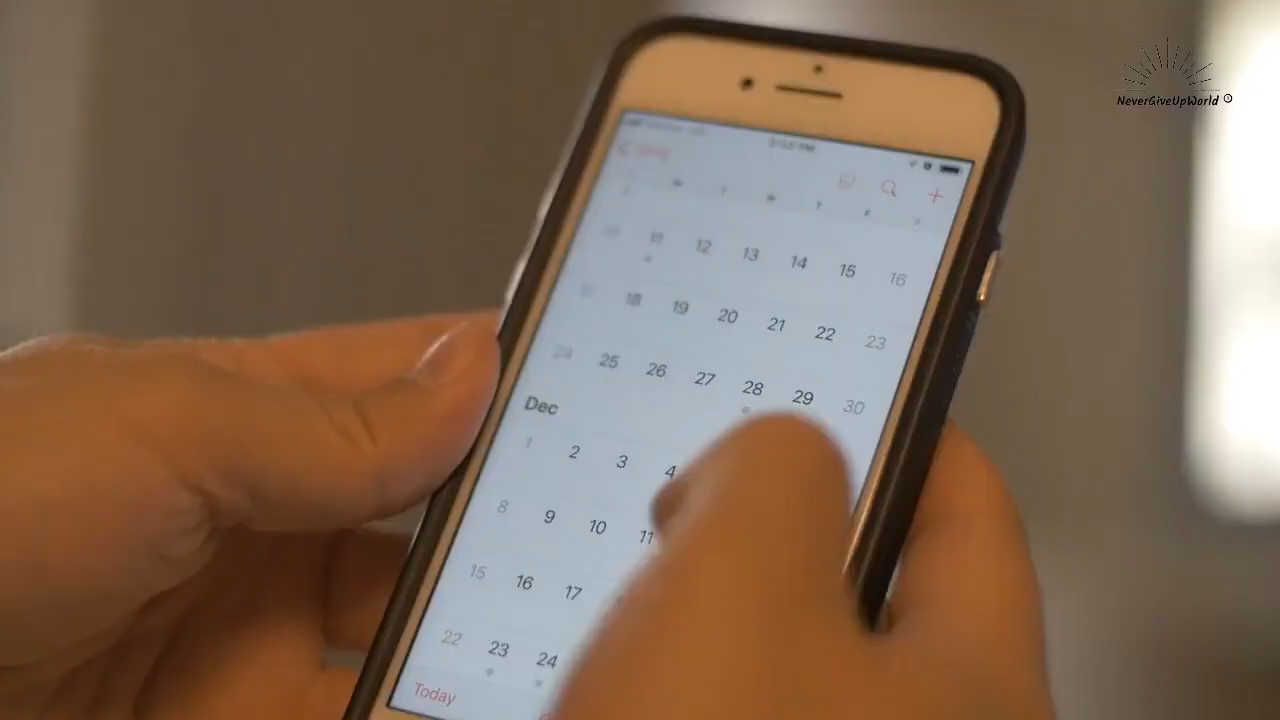 NeverGiveUpWorld
11 12 13 14 15 16
18 19 20 21 22 23
24 25 26 27 28 29 30
Dec
1 2 3 4
8 9 10 11
15 16 17
22 23 24
Today